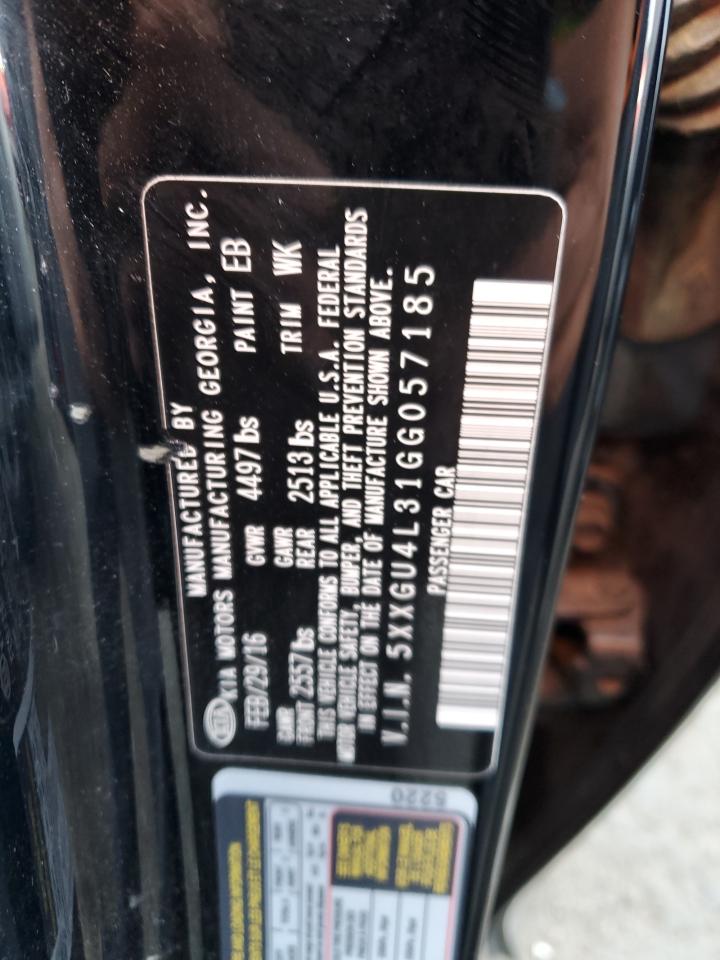 MANUFACTURED BY
KIA KIA MOTORS MANUFACTURING GEORGIA, INC.
FEB/29/16 GVWR 4497 lbs PAINT EB
GAWR FRONT 2557 lbs GAWR REAR 2513 lbs TRIM WK
THIS VEHICLE CONFORMS TO ALL APPLICABLE U.S.A. FEDERAL
MOTOR VEHICLE SAFETY, BUMPER, AND THEFT PREVENTION STANDARDS
IN EFFECT ON THE DATE OF MANUFACTURE SHOWN ABOVE.
V.I.N. 5XXGU4L31GG057185
PASSENGER CAR
5220